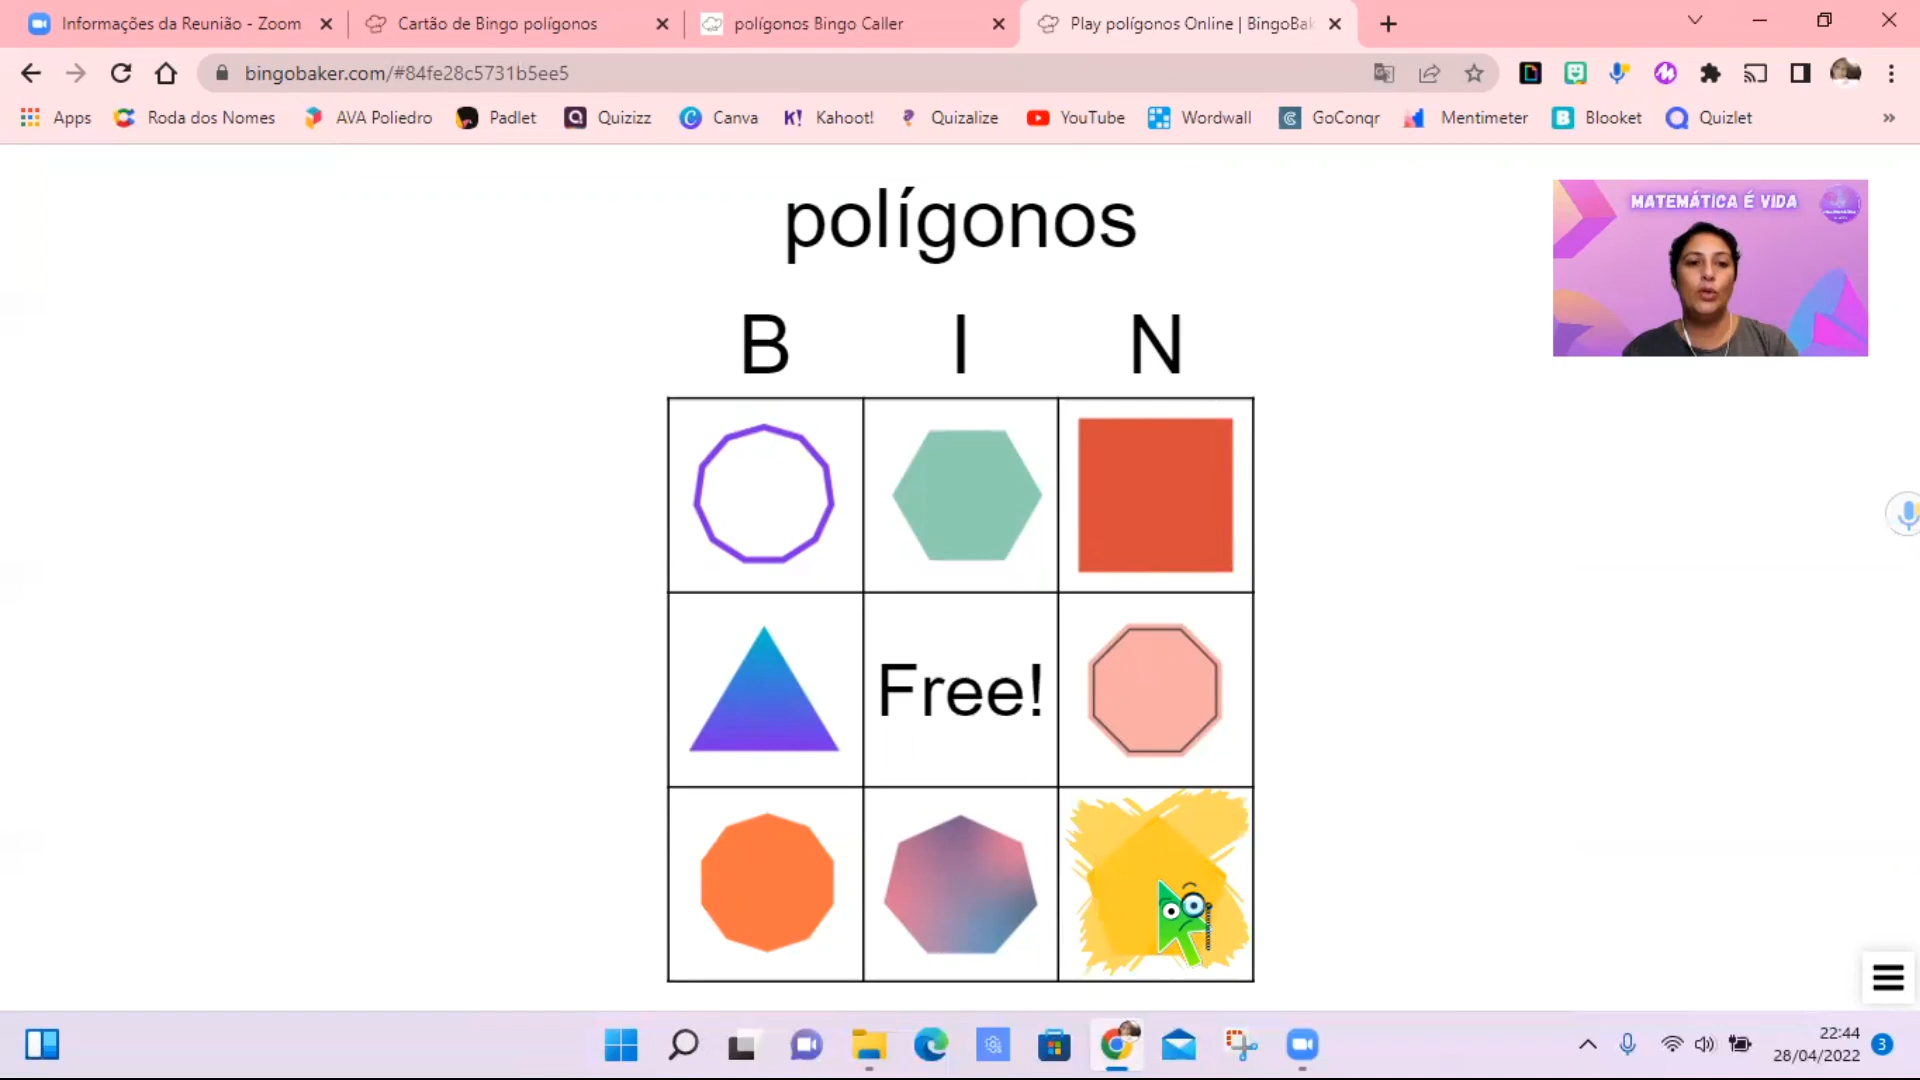 Informações da Reunião - Zoom
Cartão de Bingo polígonos
polígonos Bingo Caller
Play polígonos Online | BingoBak
bingobaker.com/#84fe28c5731b5ee5
Apps
Roda dos Nomes
AVA Poliedro
Padlet
Quizizz
Canva
K! Kahoot!
Quizalize
YouTube
Wordwall
GoConqr
Mentimeter
B Blooket
Quizlet
»
polígonos
MATEMÁTICA É VIDA
B I N
Free!
22:44
28/04/2022
3